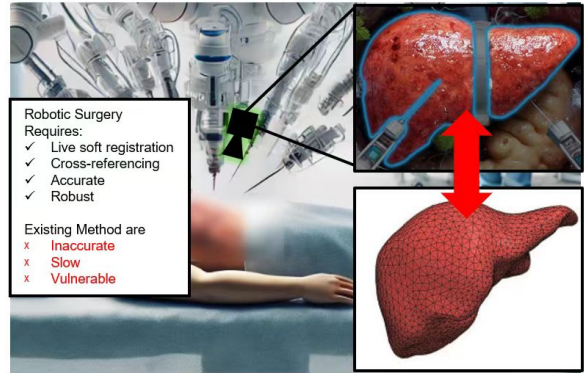 Robotic Surgery
Requires:
✓ Live soft registration
✓ Cross-referencing
✓ Accurate
✓ Robust
Existing Method are
x Inaccurate
x Slow
x Vulnerable